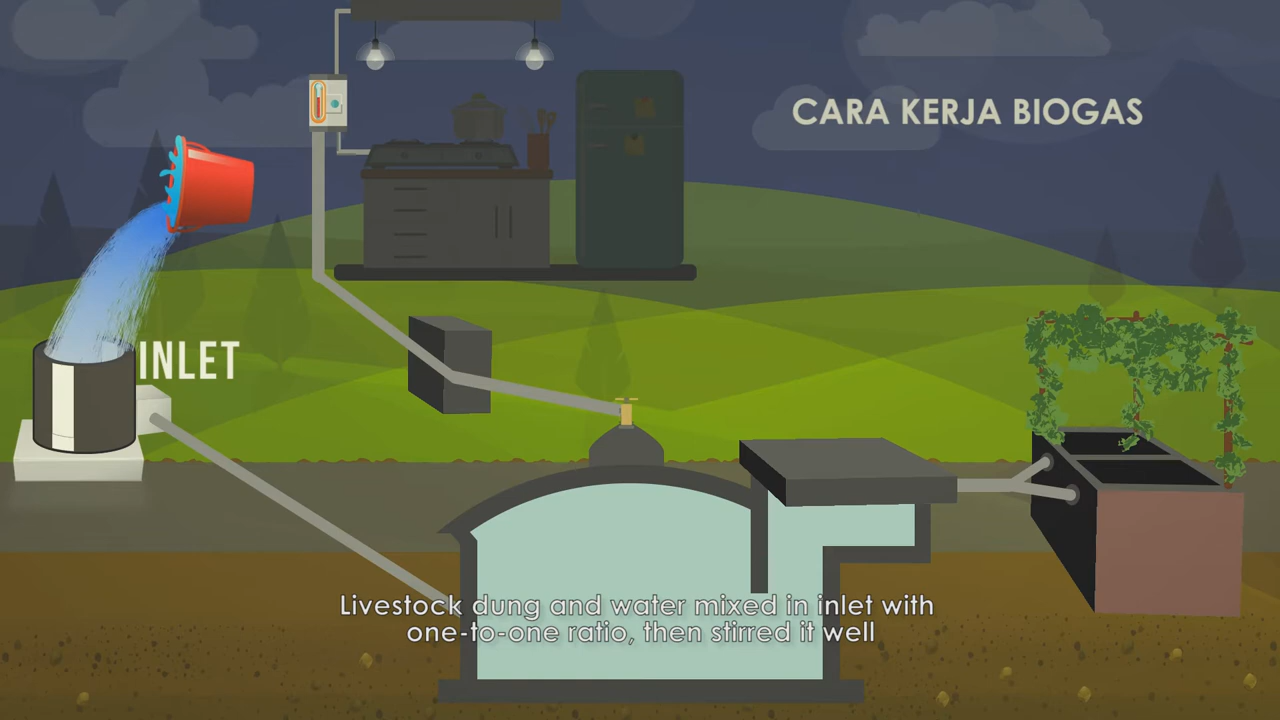 CARA KERJA BIOGAS
INLET
Livestock dung and water mixed in inlet with
one-to-one ratio, then stirred it well